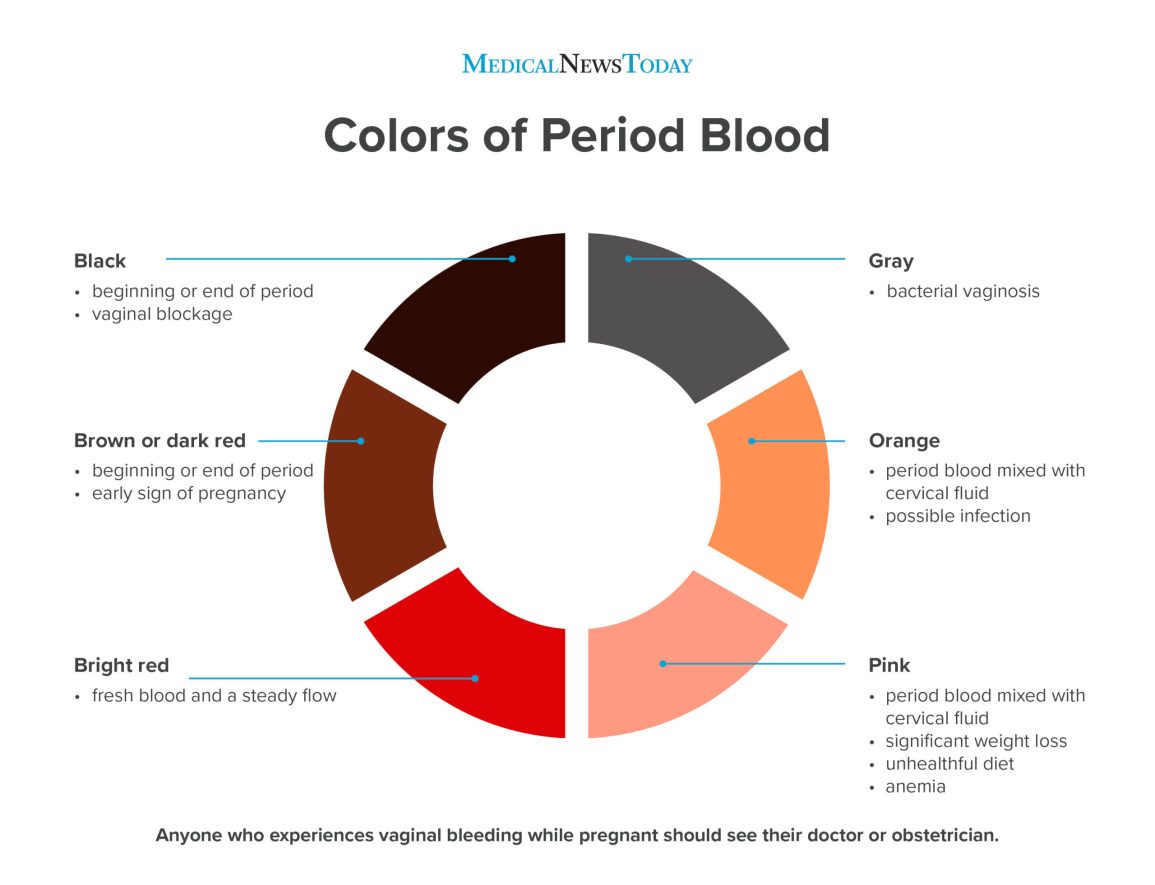 MEDICALNEWSTODAY
Colors of Period Blood
Black
• beginning or end of period
• vaginal blockage
Brown or dark red
• beginning or end of period
• early sign of pregnancy
Bright red
• fresh blood and a steady flow
Gray
• bacterial vaginosis
Orange
• period blood mixed with
cervical fluid
• possible infection
Pink
• period blood mixed with
cervical fluid
• significant weight loss
• unhealthful diet
• anemia
Anyone who experiences vaginal bleeding while pregnant should see their doctor or obstetrician.